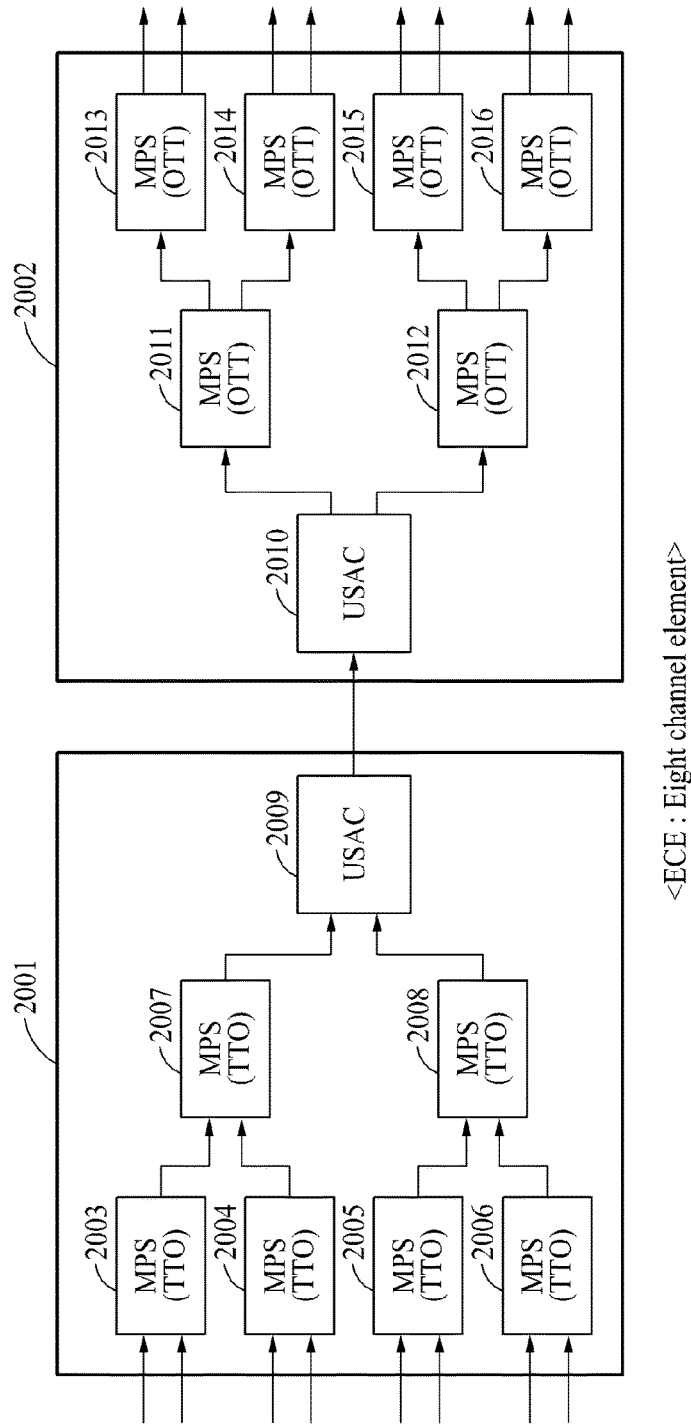 2001
2003
MPS
(TTO)
2004
MPS
(TTO)
2005
MPS
(TTO)
2006
MPS
(TTO)
2007
MPS
(TTO)
2008
MPS
(TTO)
2009
USAC
2002
2010
USAC
2011
MPS
(OTT)
2012
MPS
(OTT)
2013
MPS
(OTT)
2014
MPS
(OTT)
2015
MPS
(OTT)
2016
MPS
(OTT)
<ECE : Eight channel element>